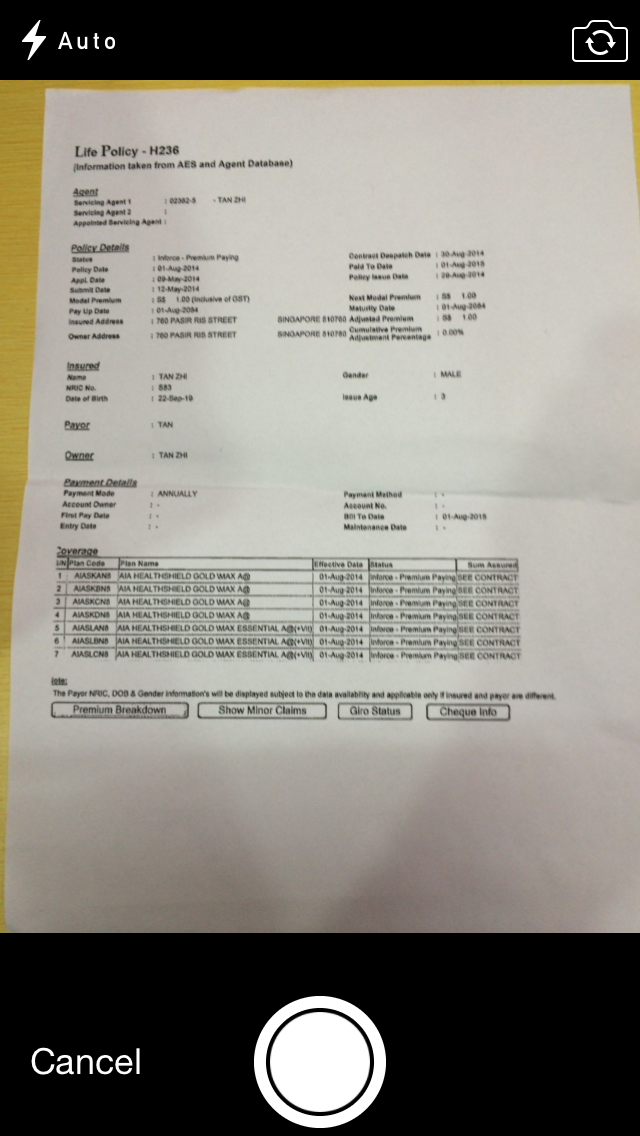 Auto
Life Policy - H236
(Information taken from AES and Agent Database)
Agent
Servicing Agent 1 : 02362-S - TAN ZHI
Servicing Agent 2 :
Appointed Servicing Agent :
Policy Details
Status : Inforce - Premium Paying Contract Despatch Date : 30-Aug-2014
Policy Date : 01-Aug-2014 Paid To Date : 01-Aug-2015
Appl. Date : 09-May-2014 Policy Issue Date : 28-Aug-2014
Submit Date : 12-May-2014
Modal Premium : S$ 1.00 (Inclusive of GST) Next Modal Premium : S$ 1.00
Pay Up Date : 01-Aug-2084 Maturity Date : 01-Aug-2084
Insured Address : 760 PASIR RIS STREET SINGAPORE 510760 Adjusted Premium : S$ 1.00
Owner Address : 760 PASIR RIS STREET SINGAPORE 510760 Cumulative Premium Adjustment Percentage : 0.00%
Insured
Name : TAN ZHI Gender : MALE
NRIC No. : S83
Date of Birth : 22-Sep-19 Issue Age : 3
Payor : TAN
Owner : TAN ZHI
Payment Details
Payment Mode : ANNUALLY Payment Method : -
Account Owner : - Account No. : -
First Pay Date : - Bill To Date : 01-Aug-2015
Entry Date : - Maintenance Date : -
Coverage
S/N Plan Code Plan Name Effective Date Status Sum Assured
1 AIASKAN8 AIA HEALTHSHIELD GOLD MAX A@ 01-Aug-2014 Inforce - Premium Paying SEE CONTRACT
2 AIASKBN8 AIA HEALTHSHIELD GOLD MAX A@ 01-Aug-2014 Inforce - Premium Paying SEE CONTRACT
3 AIASKCN8 AIA HEALTHSHIELD GOLD MAX A@ 01-Aug-2014 Inforce - Premium Paying SEE CONTRACT
4 AIASKDN8 AIA HEALTHSHIELD GOLD MAX A@ 01-Aug-2014 Inforce - Premium Paying SEE CONTRACT
5 AIASLAN8 AIA HEALTHSHIELD GOLD MAX ESSENTIAL A@(+VII) 01-Aug-2014 Inforce - Premium Paying SEE CONTRACT
6 AIASLBN8 AIA HEALTHSHIELD GOLD MAX ESSENTIAL A@(+VII) 01-Aug-2014 Inforce - Premium Paying SEE CONTRACT
7 AIASLCN8 AIA HEALTHSHIELD GOLD MAX ESSENTIAL A@(+VII) 01-Aug-2014 Inforce - Premium Paying SEE CONTRACT
Note:
The Payor NRIC, DOB & Gender information's will be displayed subject to the data availability and applicable only if insured and payor are different.
Premium Breakdown Show Minor Claims Giro Status Cheque Info
Cancel